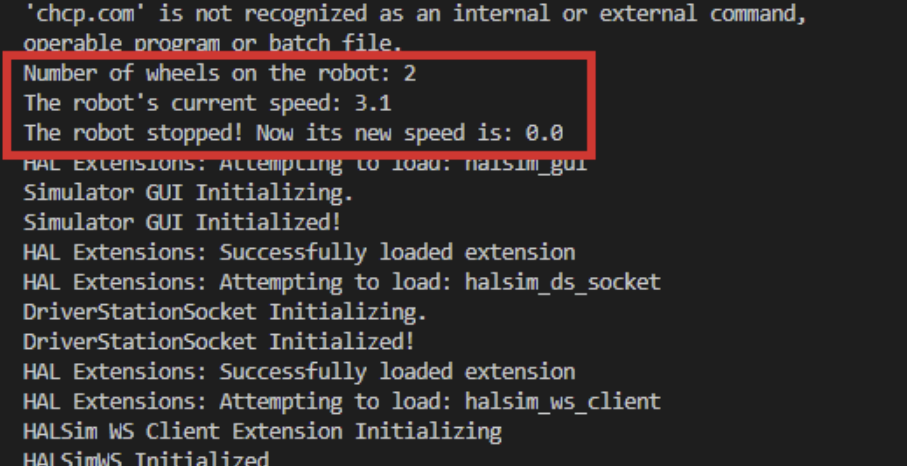 'chcp.com' is not recognized as an internal or external command,
operable program or batch file.
Number of wheels on the robot: 2
The robot's current speed: 3.1
The robot stopped! Now its new speed is: 0.0
HAL Extensions: Attempting to load: halsim_gui
Simulator GUI Initializing.
Simulator GUI Initialized!
HAL Extensions: Successfully loaded extension
HAL Extensions: Attempting to load: halsim_ds_socket
DriverStationSocket Initializing.
DriverStationSocket Initialized!
HAL Extensions: Successfully loaded extension
HAL Extensions: Attempting to load: halsim_ws_client
HALSim WS Client Extension Initializing
HALSimWS Initialized